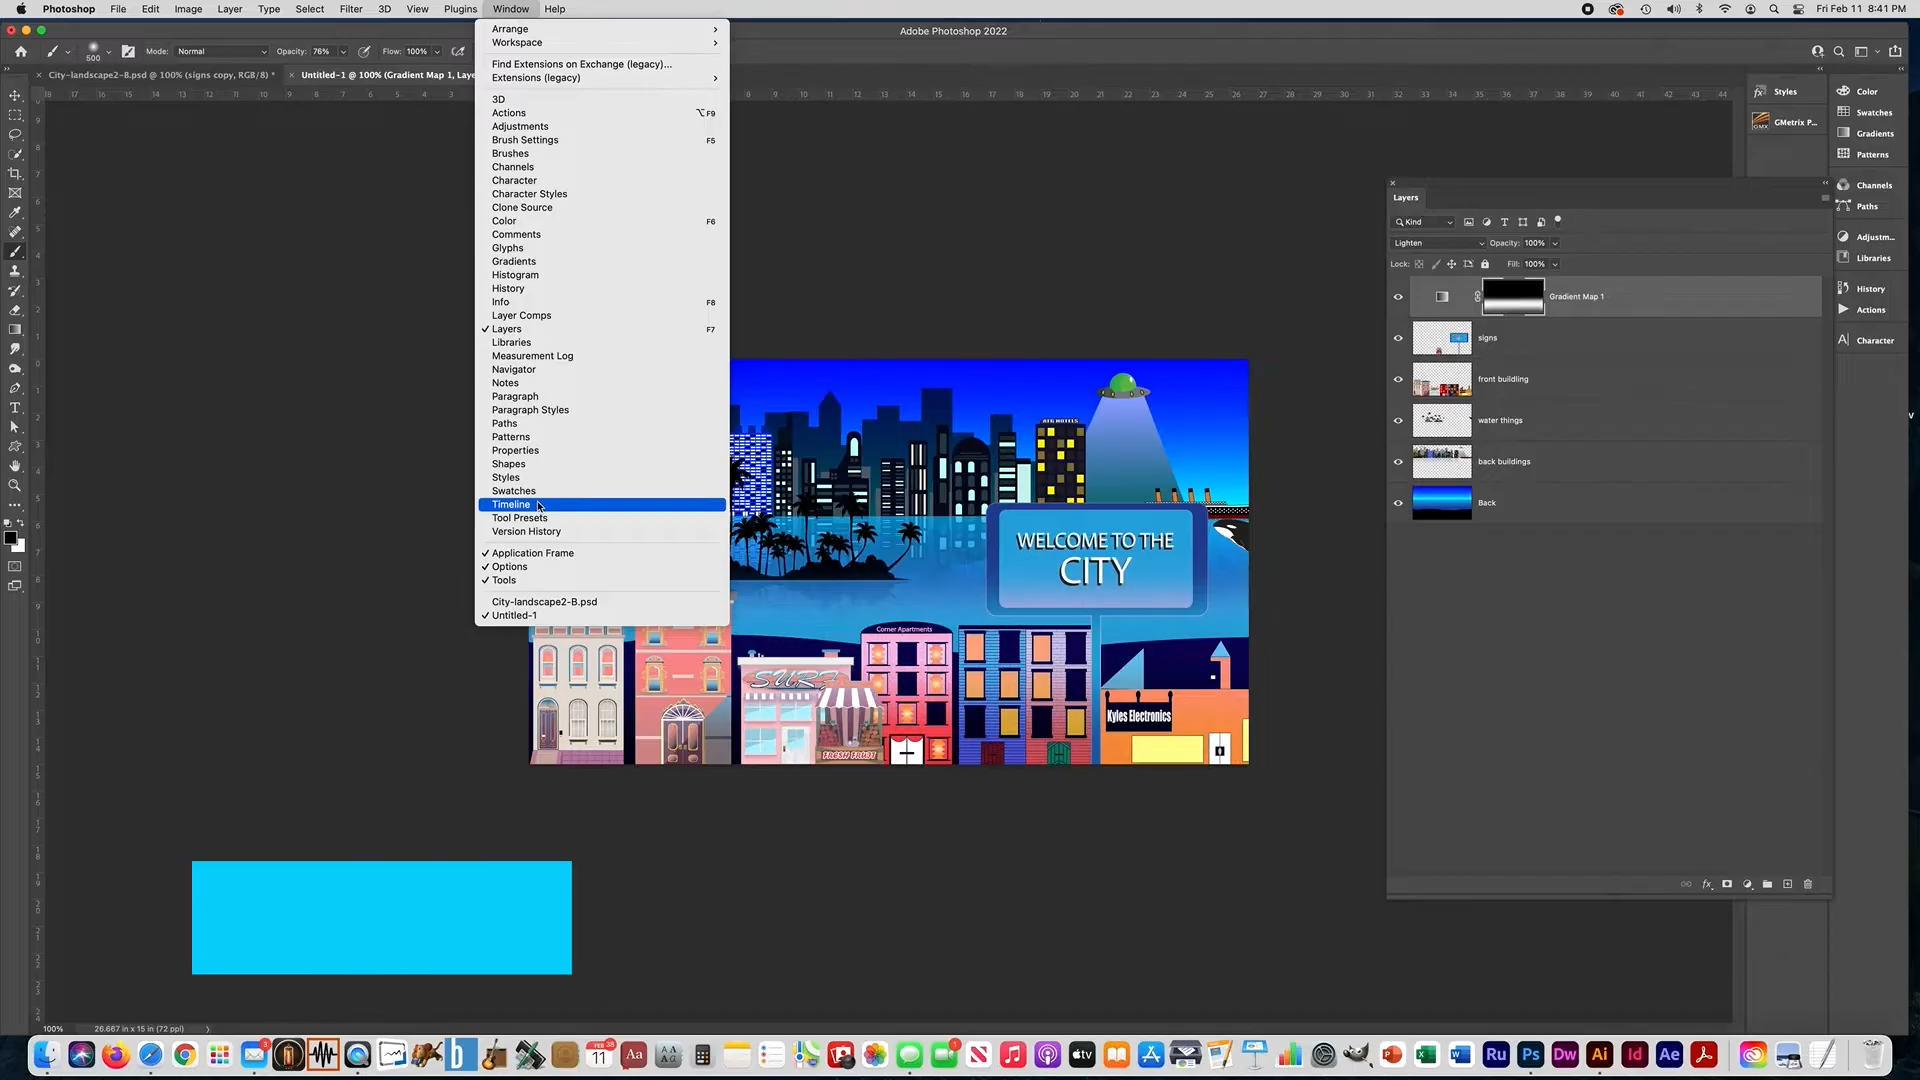 Photoshop File Edit Image Layer Type Select Filter 3D View Plugins Window Help Fri Feb 11 8:41 PM
Adobe Photoshop 2022
500 Mode: Normal Opacity: 76% Flow: 100%
City-landscape2-B.psd @ 100% (signs copy, RGB/8) * Untitled-1 @ 100% (Gradient Map 1, Laye
Arrange
Workspace
Find Extensions on Exchange (legacy)...
Extensions (legacy)
3D
Actions ⌥F9
Adjustments
Brush Settings F5
Brushes
Channels
Character
Character Styles
Clone Source
Color F6
Comments
Glyphs
Gradients
Histogram
History
Info F8
Layer Comps
✓ Layers F7
Libraries
Measurement Log
Navigator
Notes
Paragraph
Paragraph Styles
Paths
Patterns
Properties
Shapes
Styles
Swatches
Timeline
Tool Presets
Version History
✓ Application Frame
✓ Options
✓ Tools
City-landscape2-B.psd
✓ Untitled-1
AFG HOTELS
WELCOME TO THE
CITY
Corner Apartments
SURF
FRESH FRUIT
Kyles Electronics
Layers
Kind
Lighten Opacity: 100%
Lock: Fill: 100%
Gradient Map 1
signs
front buildling
water things
back buildings
Back
Styles
GMetrix P...
Color
Swatches
Gradients
Patterns
Channels
Paths
Adjustm...
Libraries
History
Actions
Character
100% 26.667 in x 15 in (72 ppi)